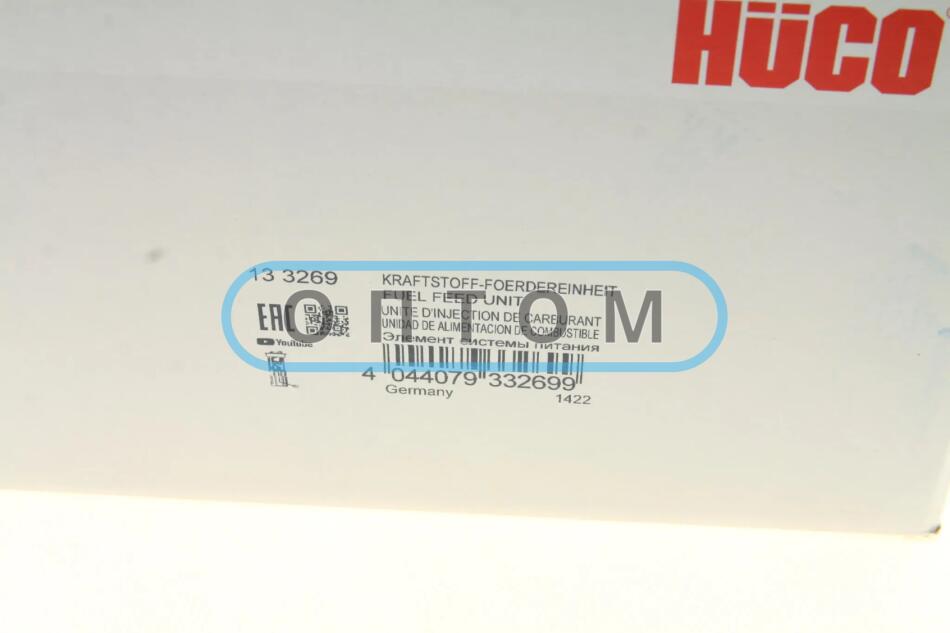 HÜCO
13 3269
KRAFTSTOFF-FOERDEREINHEIT
FUEL FEED UNIT
UNITE D'INJECTION DE CARBURANT
UNIDAD DE ALIMENTACION DE COMBUSTIBLE
Элемент системы питания
EAC
YouTube
ОПТОМ
4 044079 332699
Germany
1422